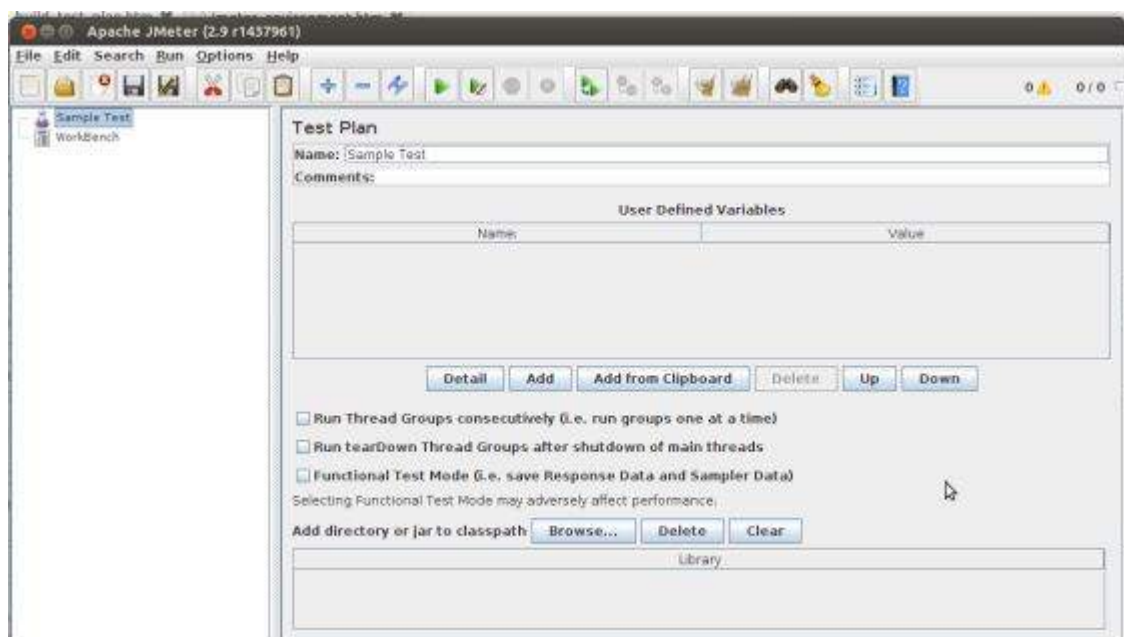 Apache JMeter (2.9 r1437961)
File Edit Search Run Options Help
0 0 / 0
Sample Test
WorkBench
Test Plan
Name: Sample Test
Comments:
User Defined Variables
Name: Value
Detail Add Add from Clipboard Delete Up Down
Run Thread Groups consecutively (i.e. run groups one at a time)
Run tearDown Thread Groups after shutdown of main threads
Functional Test Mode (i.e. save Response Data and Sampler Data)
Selecting Functional Test Mode may adversely affect performance.
Add directory or jar to classpath Browse... Delete Clear
Library